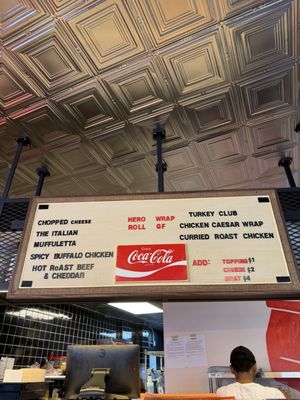 CHOPPED CHEESE
THE ITALIAN
MUFFULETTA
SPICY BUFFALO CHICKEN
HOT ROAST BEEF
& CHEDDAR
HERO WRAP
ROLL GF
Enjoy
Coca-Cola
TURKEY CLUB
CHICKEN CAESAR WRAP
CURRIED ROAST CHICKEN
ADD: TOPPING $1
CHEESE $2
MEAT $4